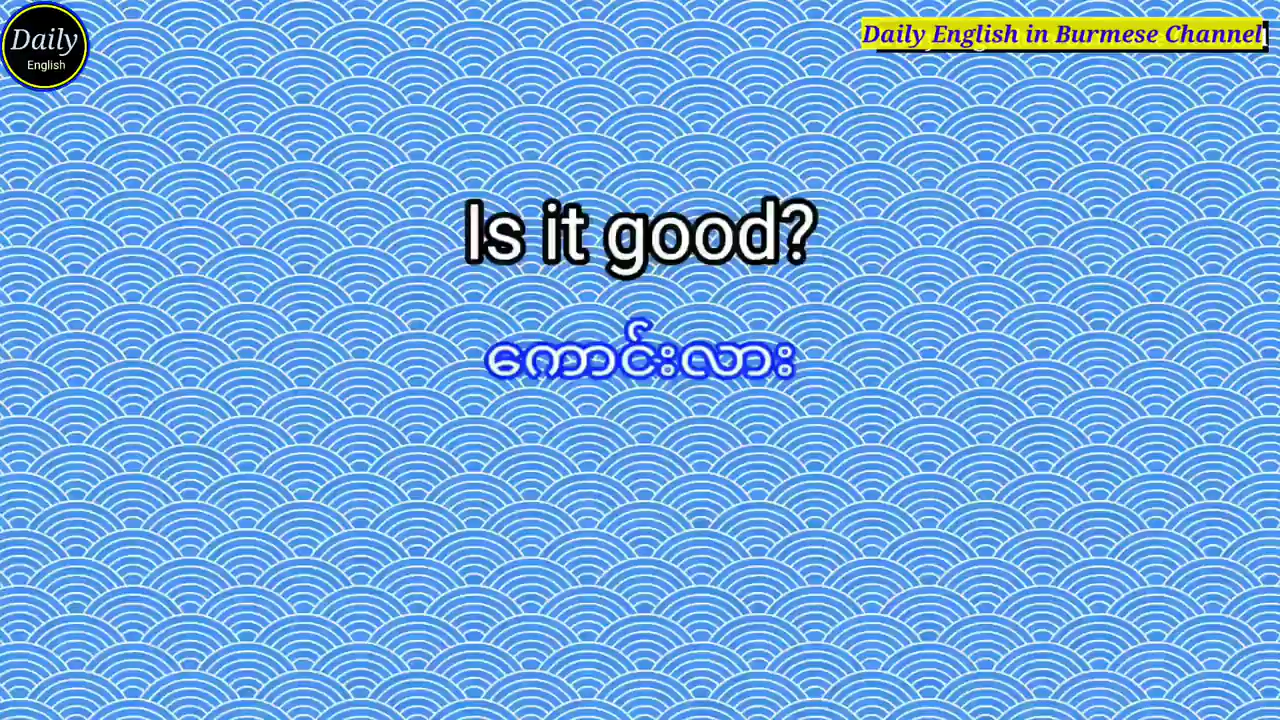 Daily
English
Daily English in Burmese Channel
Is it good?
ကောင်းလား